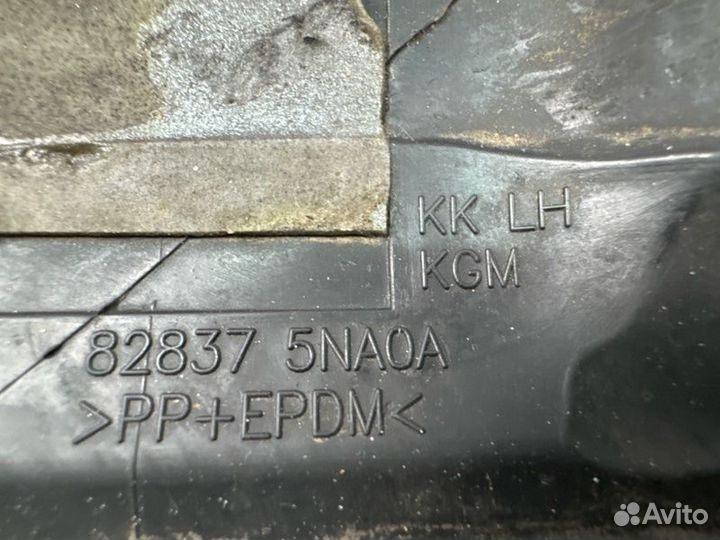 KK LH
KGM
82837 5NA0A
>PP+EPDM<
Avito